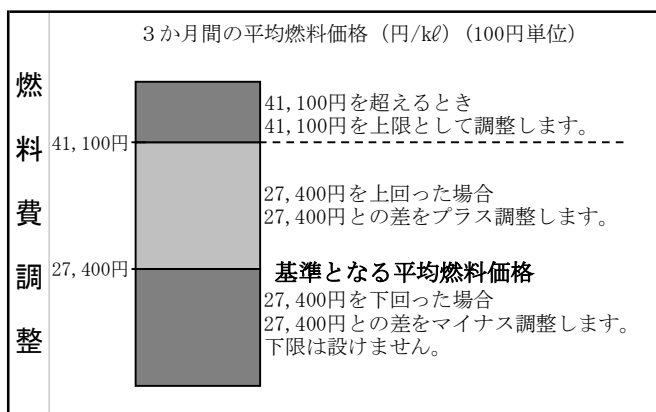 ３か月間の平均燃料価格（円/kℓ）(100円単位)
燃料費調整
41,100円を超えるとき
41,100円を上限として調整します。
41,100円
27,400円を上回った場合
27,400円との差をプラス調整します。
27,400円
基準となる平均燃料価格
27,400円を下回った場合
27,400円との差をマイナス調整します。
下限は設けません。